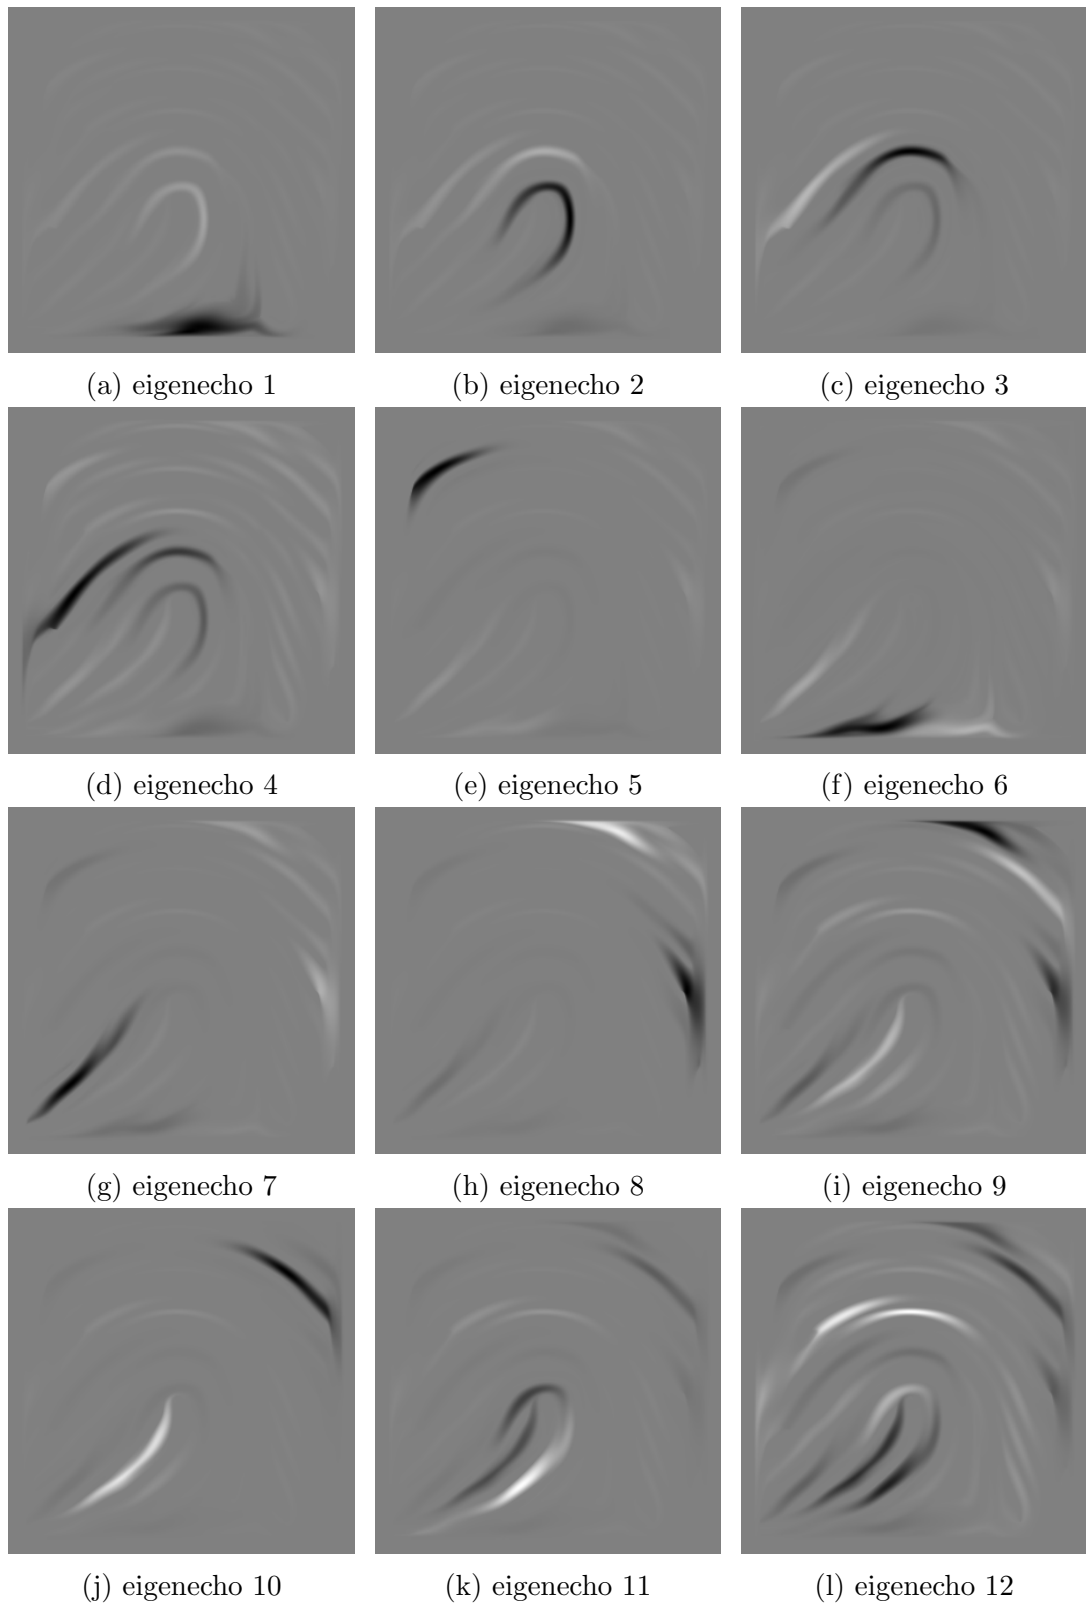 (a) eigenecho 1
(b) eigenecho 2
(c) eigenecho 3
(d) eigenecho 4
(e) eigenecho 5
(f) eigenecho 6
(g) eigenecho 7
(h) eigenecho 8
(i) eigenecho 9
(j) eigenecho 10
(k) eigenecho 11
(l) eigenecho 12